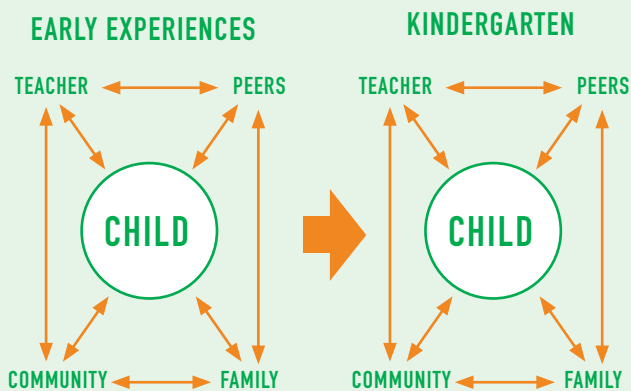 EARLY EXPERIENCES
TEACHER PEERS
CHILD
COMMUNITY FAMILY
KINDERGARTEN
TEACHER PEERS
CHILD
COMMUNITY FAMILY